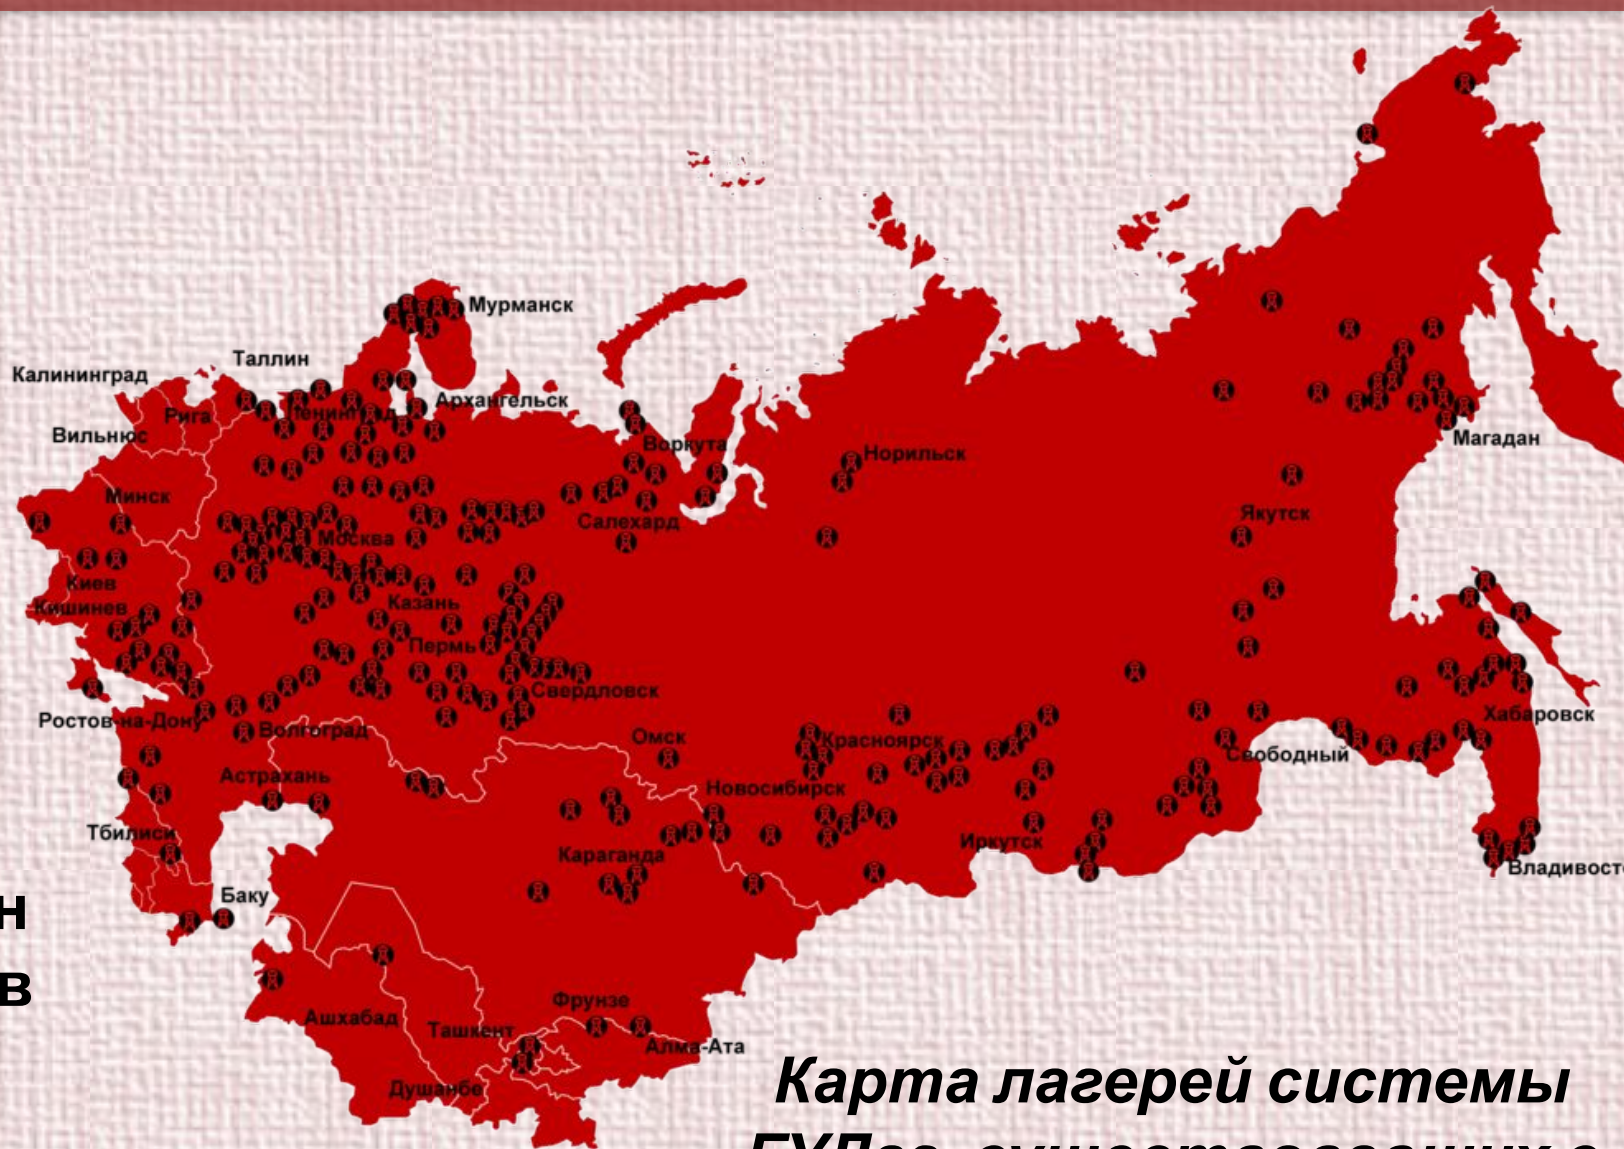 Мурманск
Таллин
Калининград
Архангельск
Рига
Ленинград
Вильнюс
Воркута
Норильск
Магадан
Минск
Салехард
Якутск
Москва
Киев
Кишинев
Казань
Пермь
Свердловск
Ростов-на-Дону
Волгоград
Омск
Красноярск
Хабаровск
Свободный
Астрахань
Новосибирск
Тбилиси
Иркутск
Караганда
Владивост
Баку
н
в
Фрунзе
Ашхабад
Ташкент
Алма-Ата
Душанбе
Карта лагерей системы